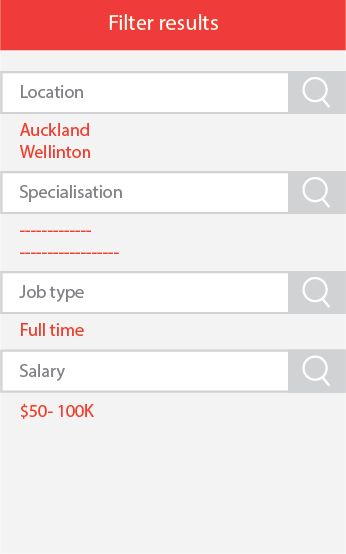 Filter results
Location
Auckland
Wellinton
Specialisation
-------------
------------------
Job type
Full time
Salary
$50- 100K